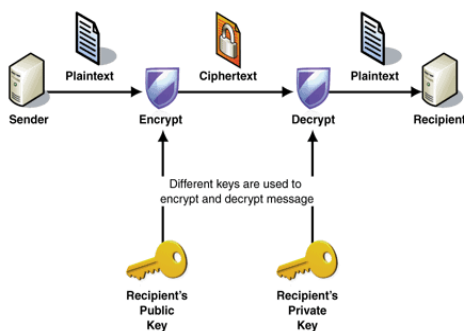 Plaintext
Ciphertext
Plaintext
Sender
Encrypt
Decrypt
Recipient
Different keys are used to
encrypt and decrypt message
Recipient's
Public
Key
Recipient's
Private
Key